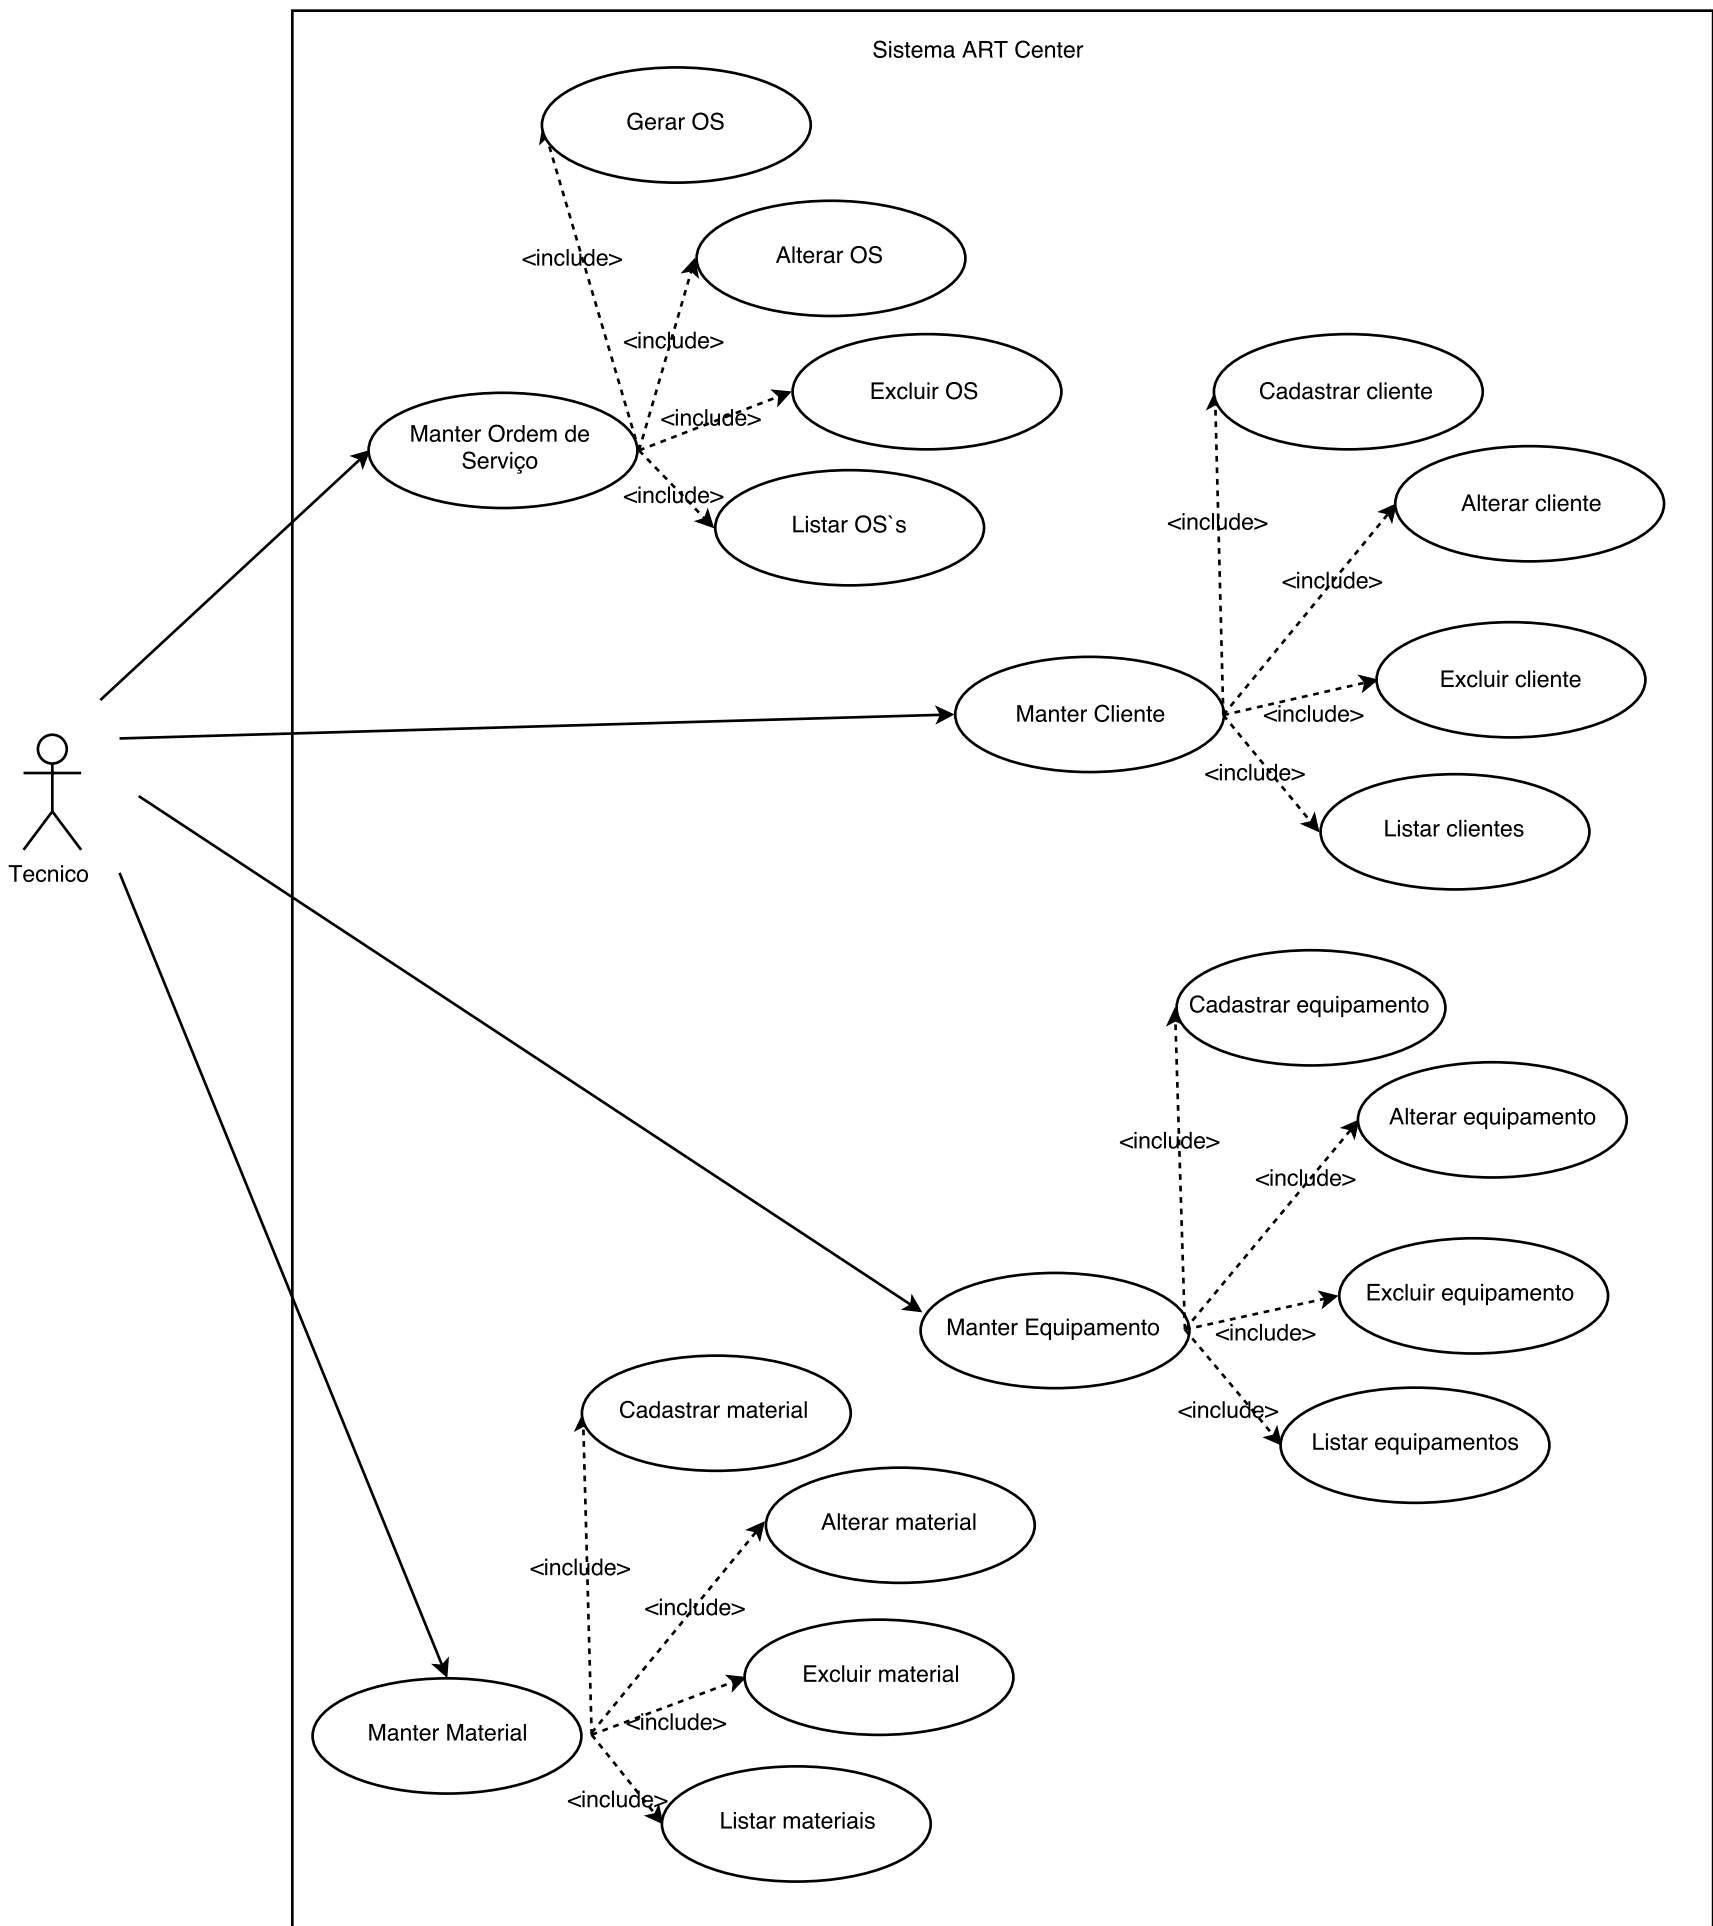 Sistema ART Center
Gerar OS
<include>
Alterar OS
<include>
Excluir OS
<include>
Manter Ordem de
Serviço
<include>
Listar OS`s
Cadastrar cliente
<include>
Alterar cliente
<include>
Excluir cliente
<include>
Manter Cliente
<include>
Listar clientes
Tecnico
Cadastrar equipamento
<include>
Alterar equipamento
<include>
Excluir equipamento
<include>
Manter Equipamento
<include>
Listar equipamentos
Cadastrar material
<include>
Alterar material
<include>
Excluir material
<include>
Manter Material
<include>
Listar materiais